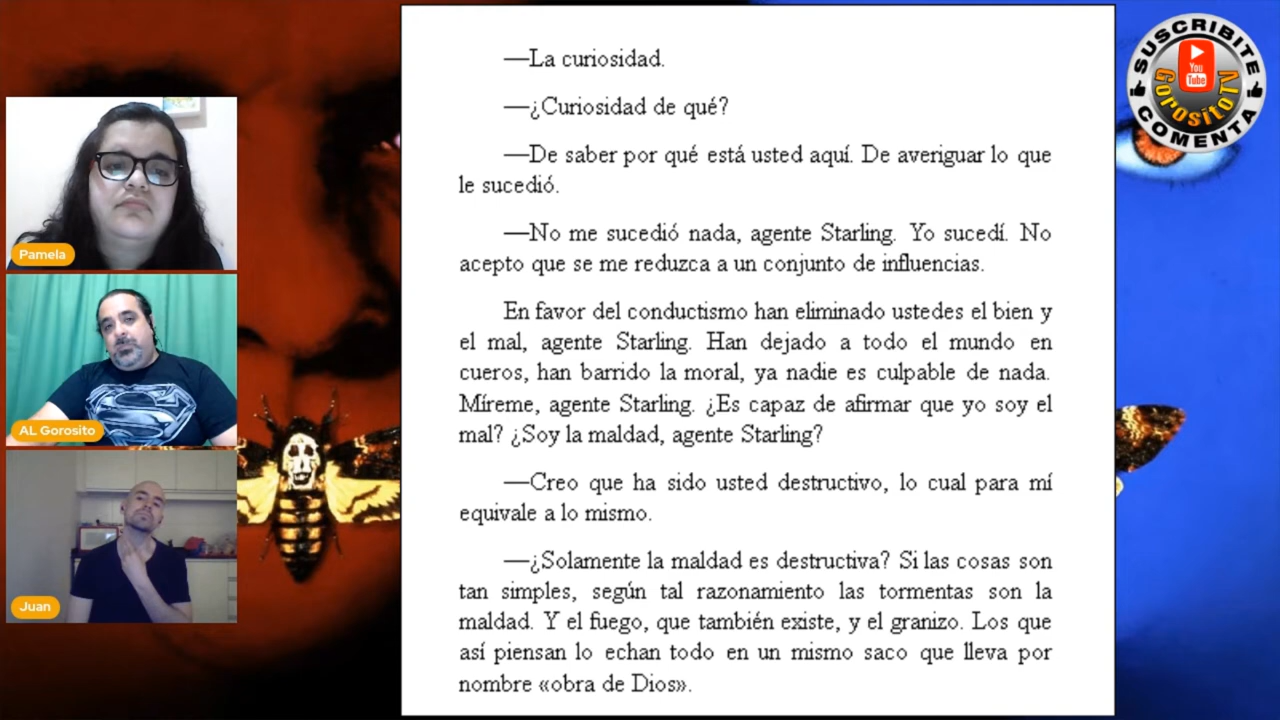 —La curiosidad.
—¿Curiosidad de qué?
—De saber por qué está usted aquí. De averiguar lo que
le sucedió.
—No me sucedió nada, agente Starling. Yo sucedí. No
acepto que se me reduzca a un conjunto de influencias.
En favor del conductismo han eliminado ustedes el bien y
el mal, agente Starling. Han dejado a todo el mundo en
cueros, han barrido la moral, ya nadie es culpable de nada.
Míreme, agente Starling. ¿Es capaz de afirmar que yo soy el
mal? ¿Soy la maldad, agente Starling?
—Creo que ha sido usted destructivo, lo cual para mí
equivale a lo mismo.
—¿Solamente la maldad es destructiva? Si las cosas son
tan simples, según tal razonamiento las tormentas son la
maldad. Y el fuego, que también existe, y el granizo. Los que
así piensan lo echan todo en un mismo saco que lleva por
nombre «obra de Dios».
Pamela
AL Gorosito
Juan
SUSCRIBITE
You
Tube
GorositoTV
COMENTA